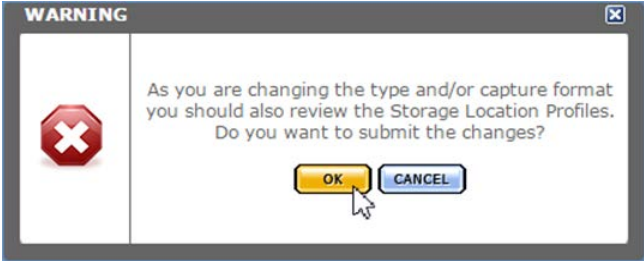 WARNING
As you are changing the type and/or capture format
you should also review the Storage Location Profiles.
Do you want to submit the changes?
OK CANCEL